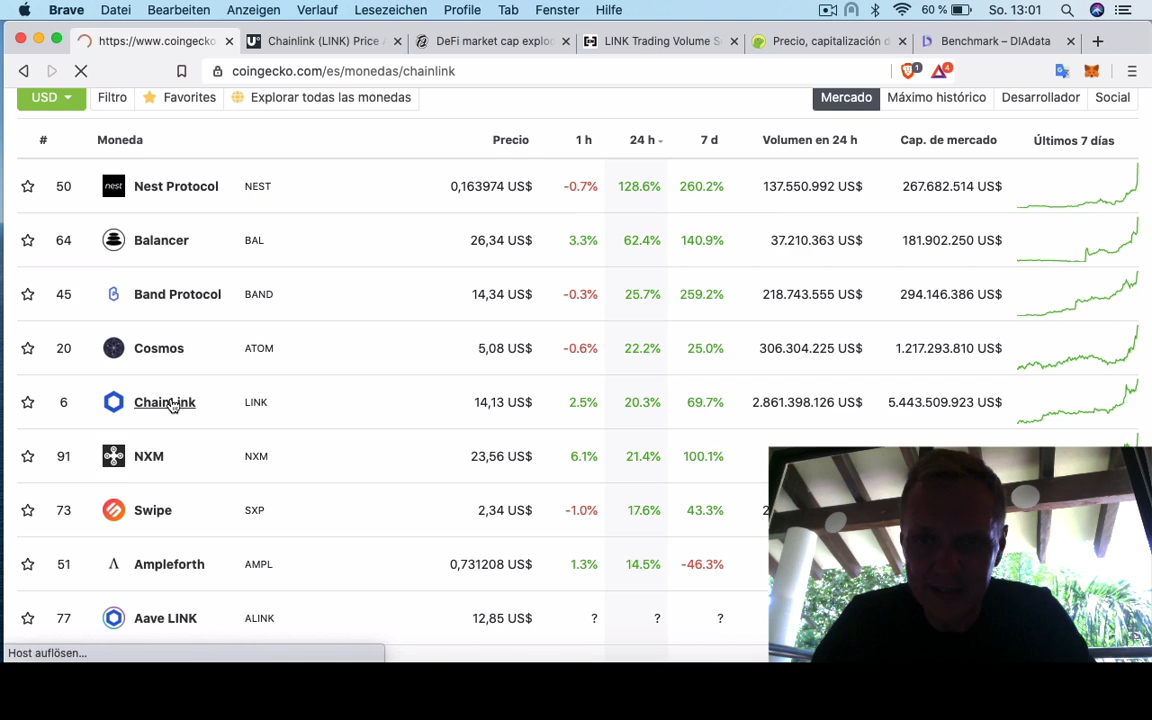 Brave Datei Bearbeiten Anzeigen Verlauf Lesezeichen Profile Tab Fenster Hilfe 60 % So. 13:01
https://www.coingecko Chainlink (LINK) Price DeFi market cap explo LINK Trading Volume S Precio, capitalización d Benchmark – DIAdata
coingecko.com/es/monedas/chainlink 1 4
USD Filtro Favorites Explorar todas las monedas Mercado Máximo histórico Desarrollador Social
# Moneda Precio 1 h 24 h 7 d Volumen en 24 h Cap. de mercado Últimos 7 días
50 nest Nest Protocol NEST 0,163974 US$ -0.7% 128.6% 260.2% 137.550.992 US$ 267.682.514 US$
64 Balancer BAL 26,34 US$ 3.3% 62.4% 140.9% 37.210.363 US$ 181.902.250 US$
45 Band Protocol BAND 14,34 US$ -0.3% 25.7% 259.2% 218.743.555 US$ 294.146.386 US$
20 Cosmos ATOM 5,08 US$ -0.6% 22.2% 25.0% 306.304.225 US$ 1.217.293.810 US$
6 Chainlink LINK 14,13 US$ 2.5% 20.3% 69.7% 2.861.398.126 US$ 5.443.509.923 US$
91 NXM NXM 23,56 US$ 6.1% 21.4% 100.1%
73 Swipe SXP 2,34 US$ -1.0% 17.6% 43.3% 2
51 Ampleforth AMPL 0,731208 US$ 1.3% 14.5% -46.3%
77 Aave LINK ALINK 12,85 US$ ? ? ?
Host auflösen...